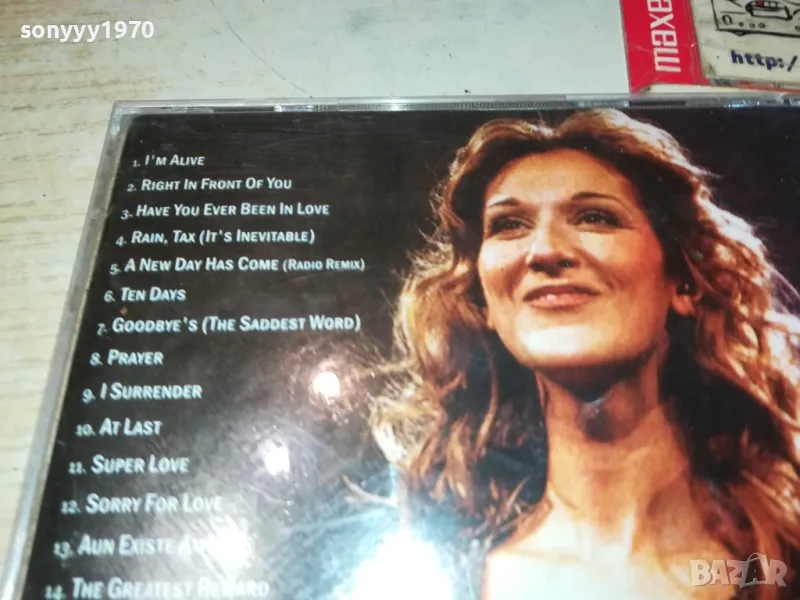 sonyyy1970
maxell
http:/
1. I'M ALIVE
2. RIGHT IN FRONT OF YOU
3. HAVE YOU EVER BEEN IN LOVE
4. RAIN, TAX (IT'S INEVITABLE)
5. A NEW DAY HAS COME (RADIO REMIX)
6. TEN DAYS
7. GOODBYE'S (THE SADDEST WORD)
8. PRAYER
9. I SURRENDER
10. AT LAST
11. SUPER LOVE
12. SORRY FOR LOVE
13. AUN EXISTE
14. THE GREATEST REWARD
BAZAR